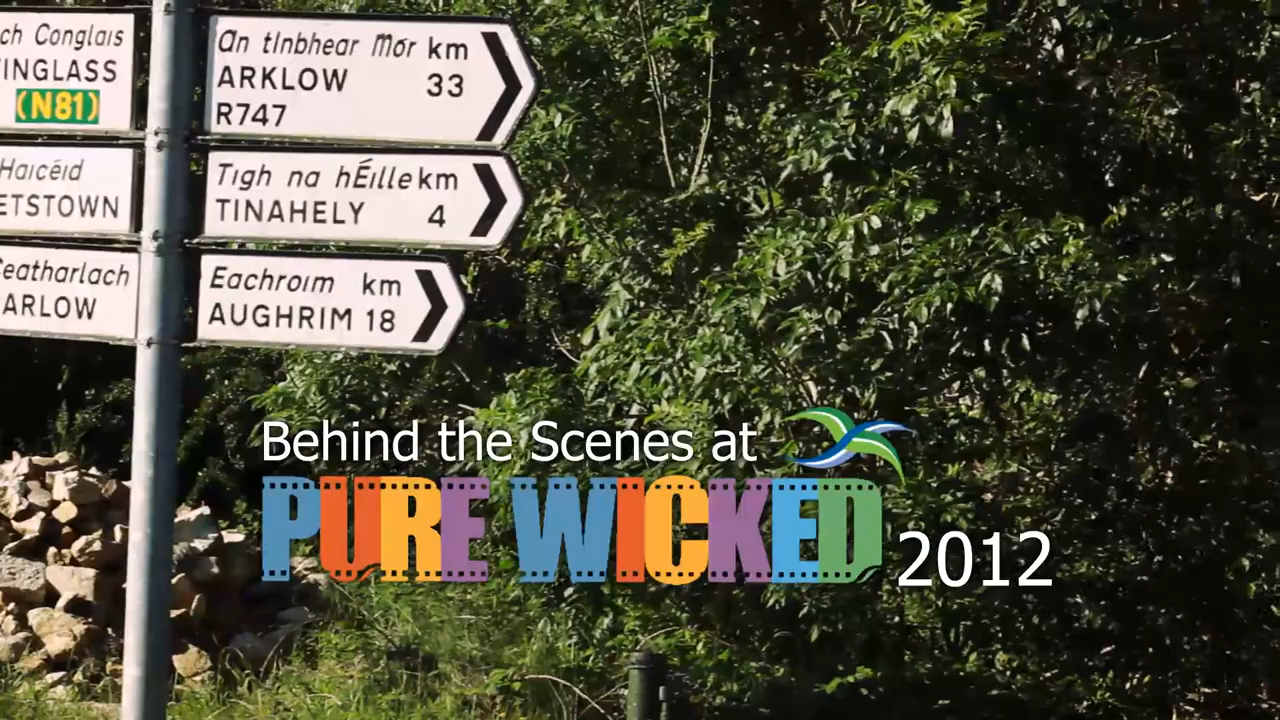 ch Conglais
INGLASS
(N81)
Haicéid
ETSTOWN
Ceatharlach
ARLOW
An tInbhear Mór km
ARKLOW 33
R747
Tigh na hÉille km
TINAHELY 4
Eachroim km
AUGHRIM 18
Behind the Scenes at
PURE WICKED 2012